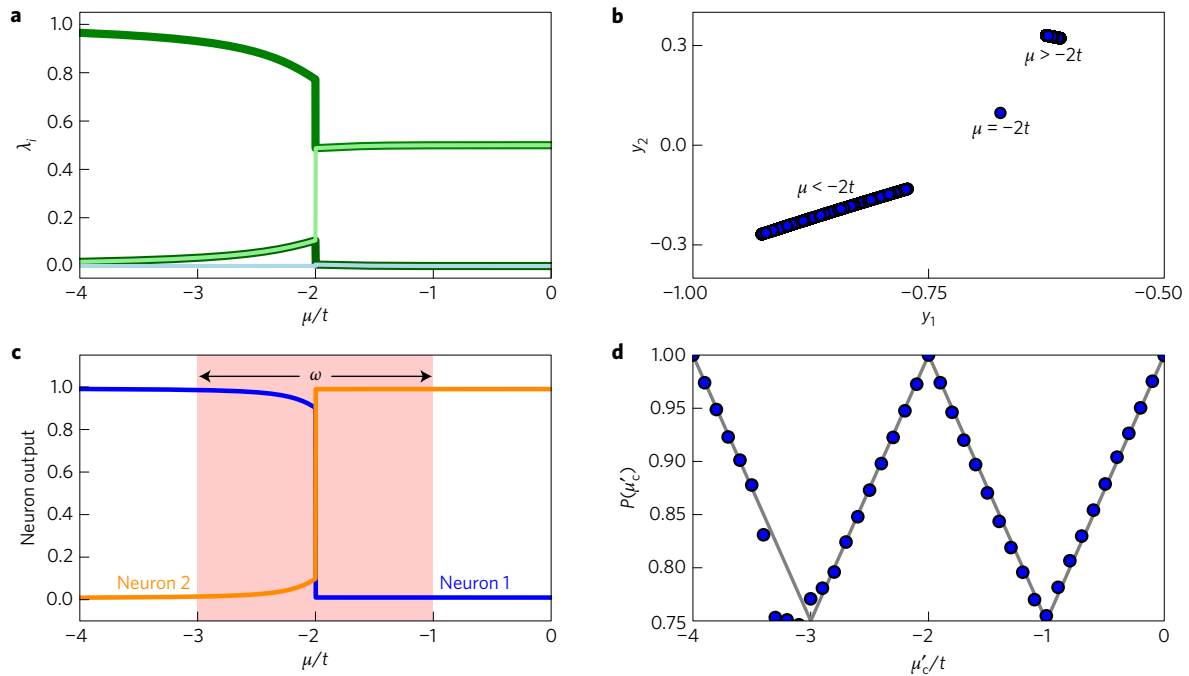 a
1.0
0.8
0.6
0.4
0.2
0.0
λi
−4
−3
−2
−1
0
μ/t
b
0.3
0.0
−0.3
y2
μ > −2t
μ = −2t
μ < −2t
−1.00
−0.75
−0.50
y1
c
1.0
0.8
0.6
0.4
0.2
0.0
Neuron output
ω
Neuron 2
Neuron 1
−4
−3
−2
−1
0
μ/t
d
1.00
0.95
0.90
0.85
0.80
0.75
P(μ′c)
−4
−3
−2
−1
0
μ′c/t